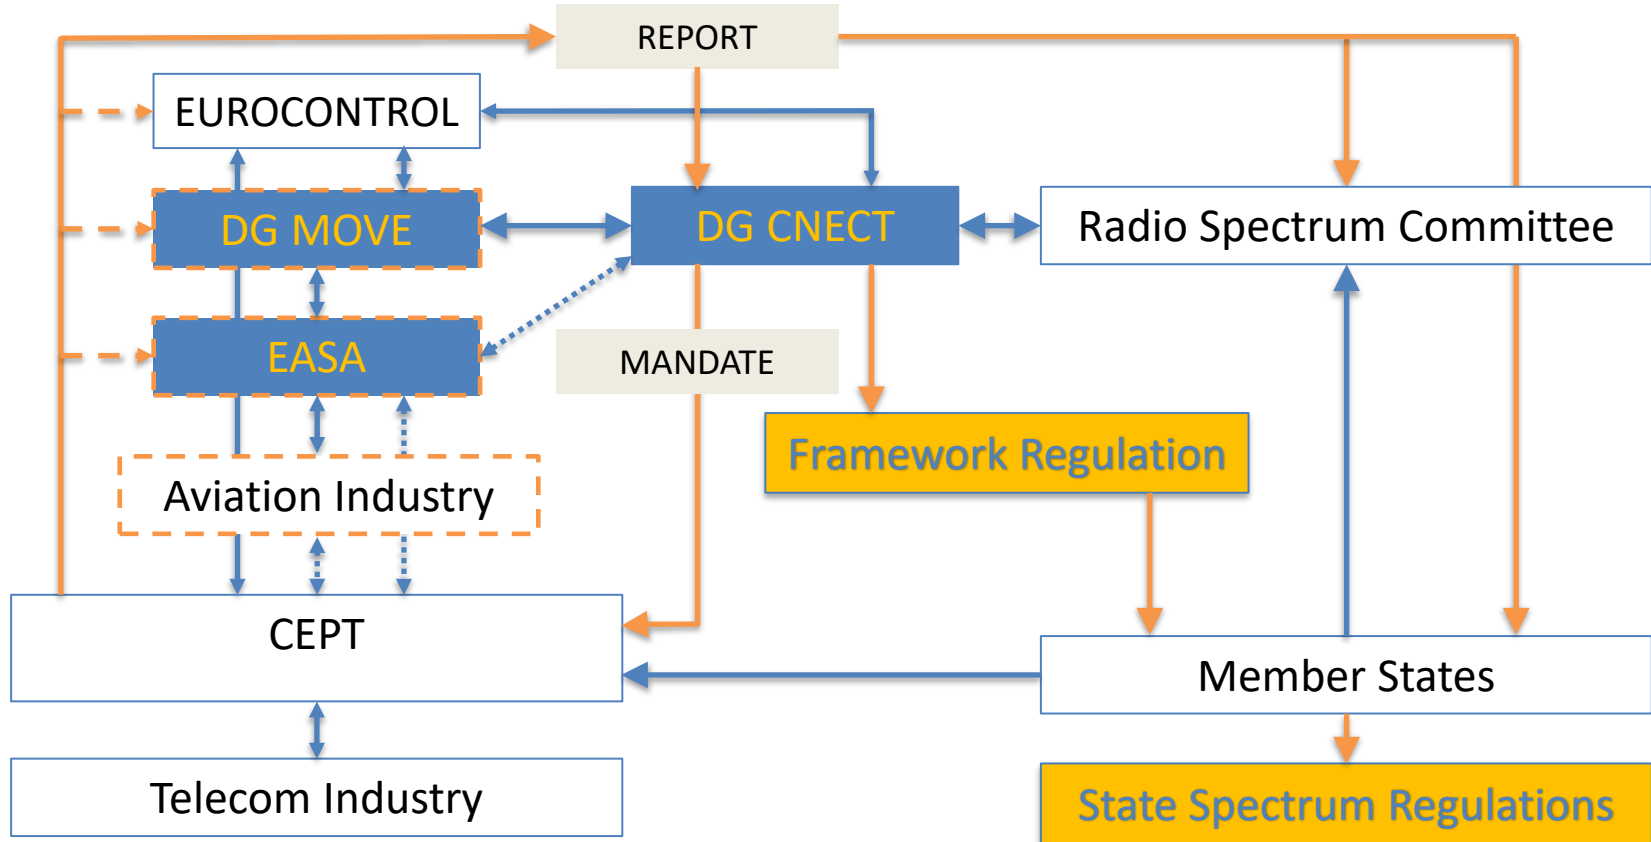 REPORT
EUROCONTROL
DG MOVE
DG CNECT
Radio Spectrum Committee
EASA
MANDATE
Framework Regulation
Aviation Industry
CEPT
Member States
Telecom Industry
State Spectrum Regulations